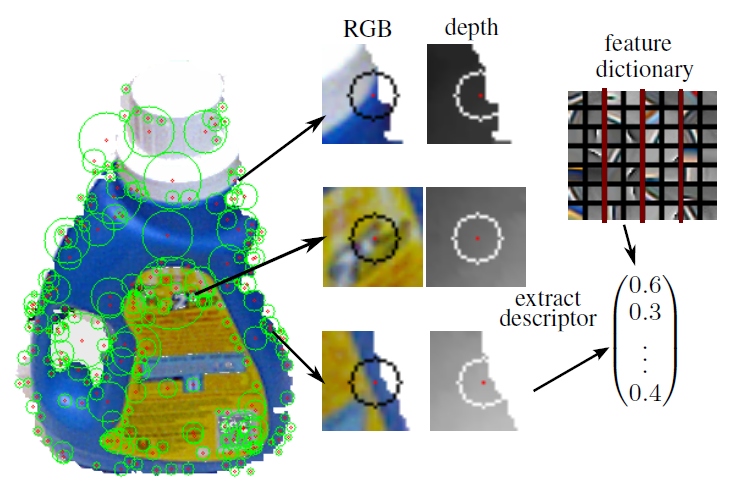 RGB
depth
feature
dictionary
extract
descriptor
0.6
0.3
⋮
0.4